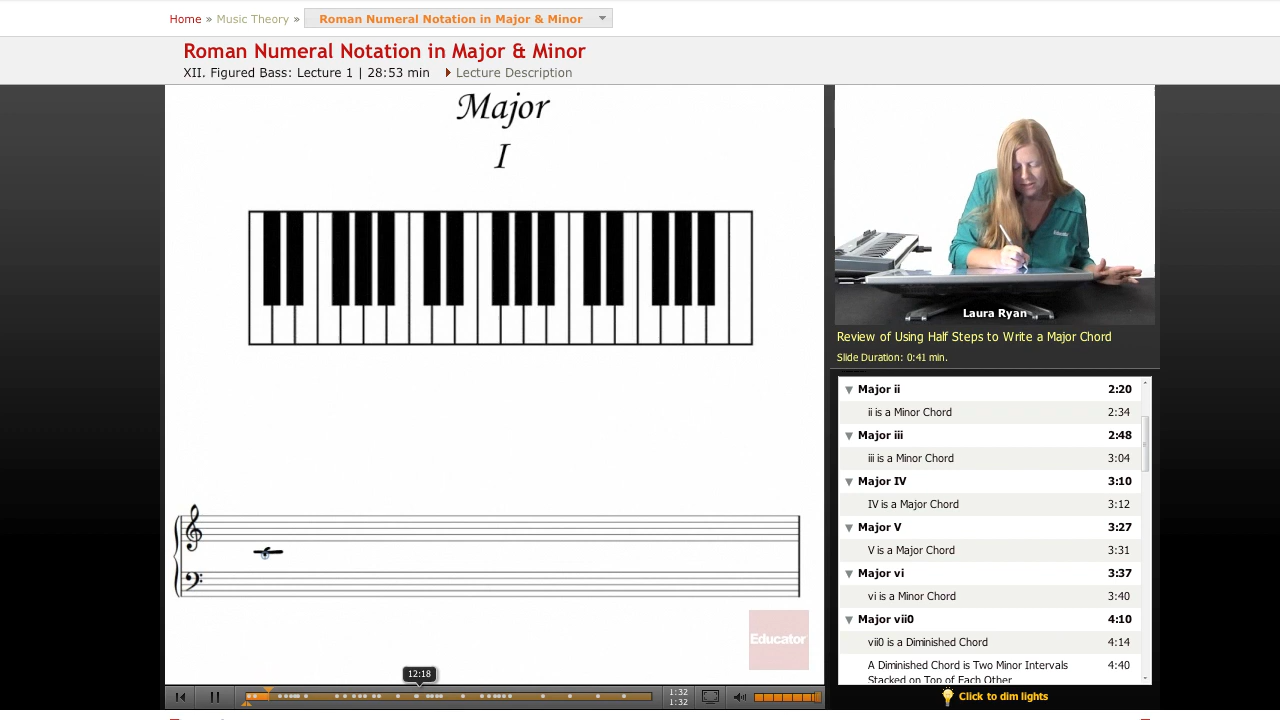 Home » Music Theory » Roman Numeral Notation in Major & Minor
Roman Numeral Notation in Major & Minor
XII. Figured Bass: Lecture 1 | 28:53 min Lecture Description
Major
I
Laura Ryan
Review of Using Half Steps to Write a Major Chord
Slide Duration: 0:41 min.
Major ii 2:20
ii is a Minor Chord 2:34
Major iii 2:48
iii is a Minor Chord 3:04
Major IV 3:10
IV is a Major Chord 3:12
Major V 3:27
V is a Major Chord 3:31
Major vi 3:37
vi is a Minor Chord 3:40
Major vii0 4:10
vii0 is a Diminished Chord 4:14
A Diminished Chord is Two Minor Intervals 4:40
Stacked on Top of Each Other
Educator
12:18
1:32
1:32
Click to dim lights